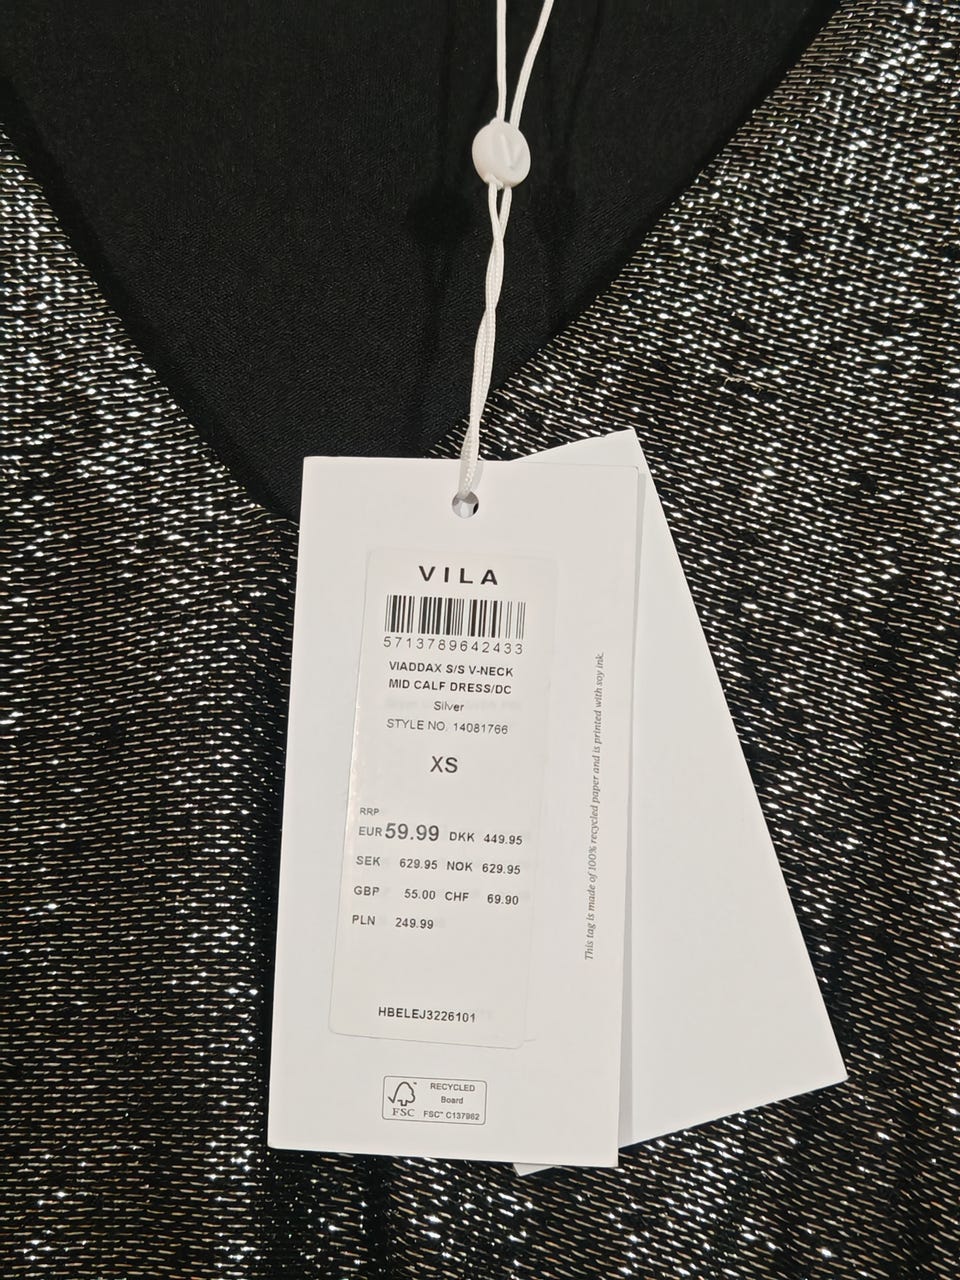 V
VILA
5713789642433
VIADDAX S/S V-NECK
MID CALF DRESS/DC
Silver
STYLE NO. 14081766
XS
RRP
EUR 59.99 DKK 449.95
SEK 629.95 NOK 629.95
GBP 55.00 CHF 69.90
PLN 249.99
HBELEJ3226101
This tag is made of 100% recycled paper and is printed with soy ink.
FSC™
RECYCLED
Board
FSC™ C137962